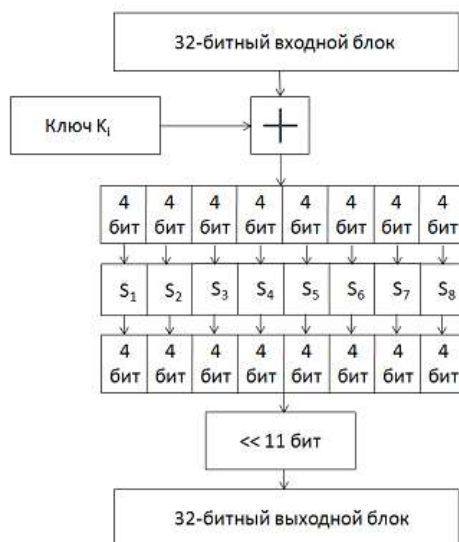 32-битный входной блок
Ключ Ki
+
4 4 4 4 4 4 4 4
бит бит бит бит бит бит бит бит
S1 S2 S3 S4 S5 S6 S7 S8
4 4 4 4 4 4 4 4
бит бит бит бит бит бит бит бит
<< 11 бит
32-битный выходной блок